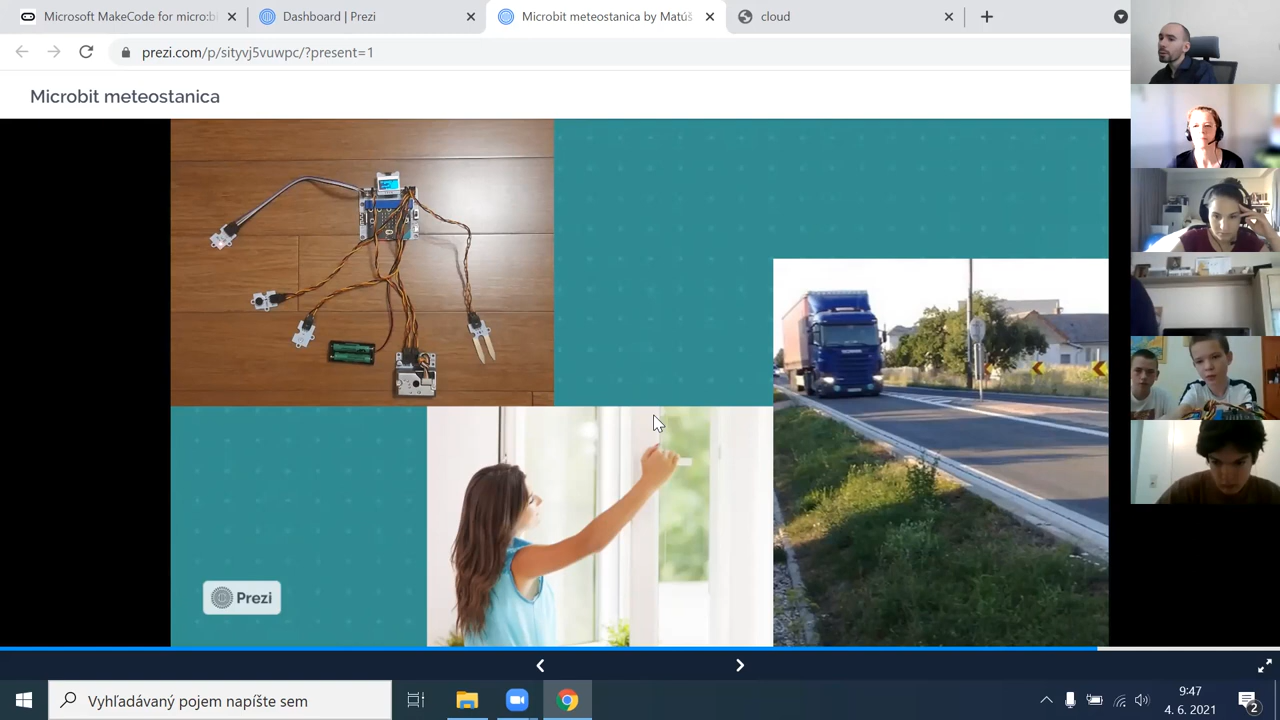 Microsoft MakeCode for micro:bi
Dashboard | Prezi
Microbit meteostanica by Matúš
cloud
prezi.com/p/sityvj5vuwpc/?present=1
Microbit meteostanica
Prezi
Vyhľadávaný pojem napíšte sem
9:47
4. 6. 2021
2